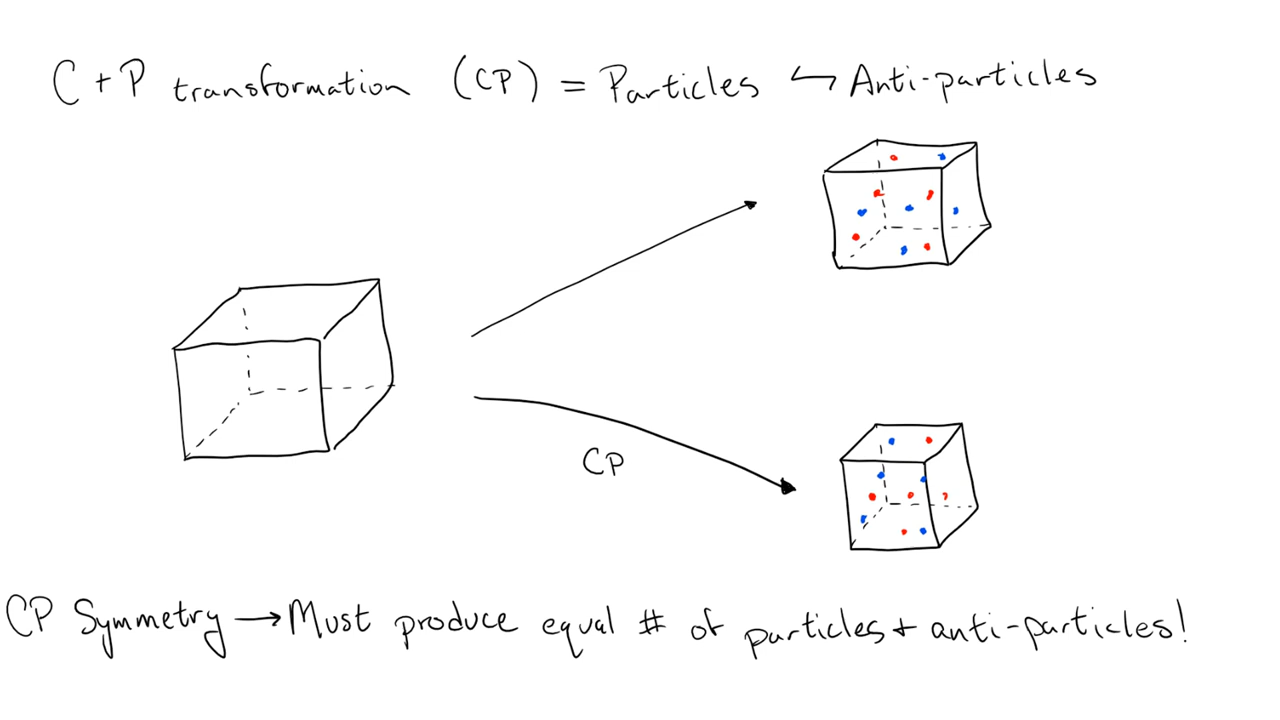 C + P transformation (CP) = Particles ↪ Anti-particles
CP
CP Symmetry → Must produce equal # of particles + anti-particles!